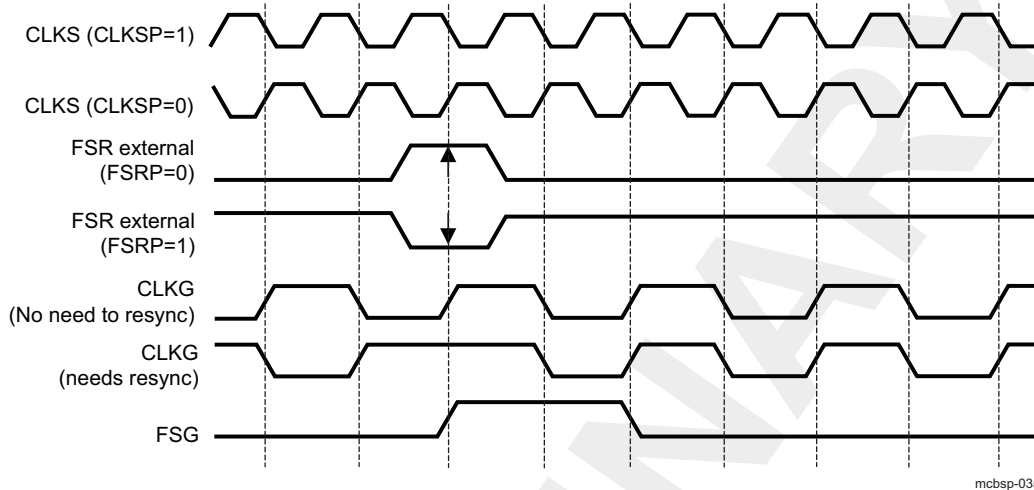 CLKS (CLKSP=1)
CLKS (CLKSP=0)
FSR external
(FSRP=0)
FSR external
(FSRP=1)
CLKG
(No need to resync)
CLKG
(needs resync)
FSG
mcbsp-03